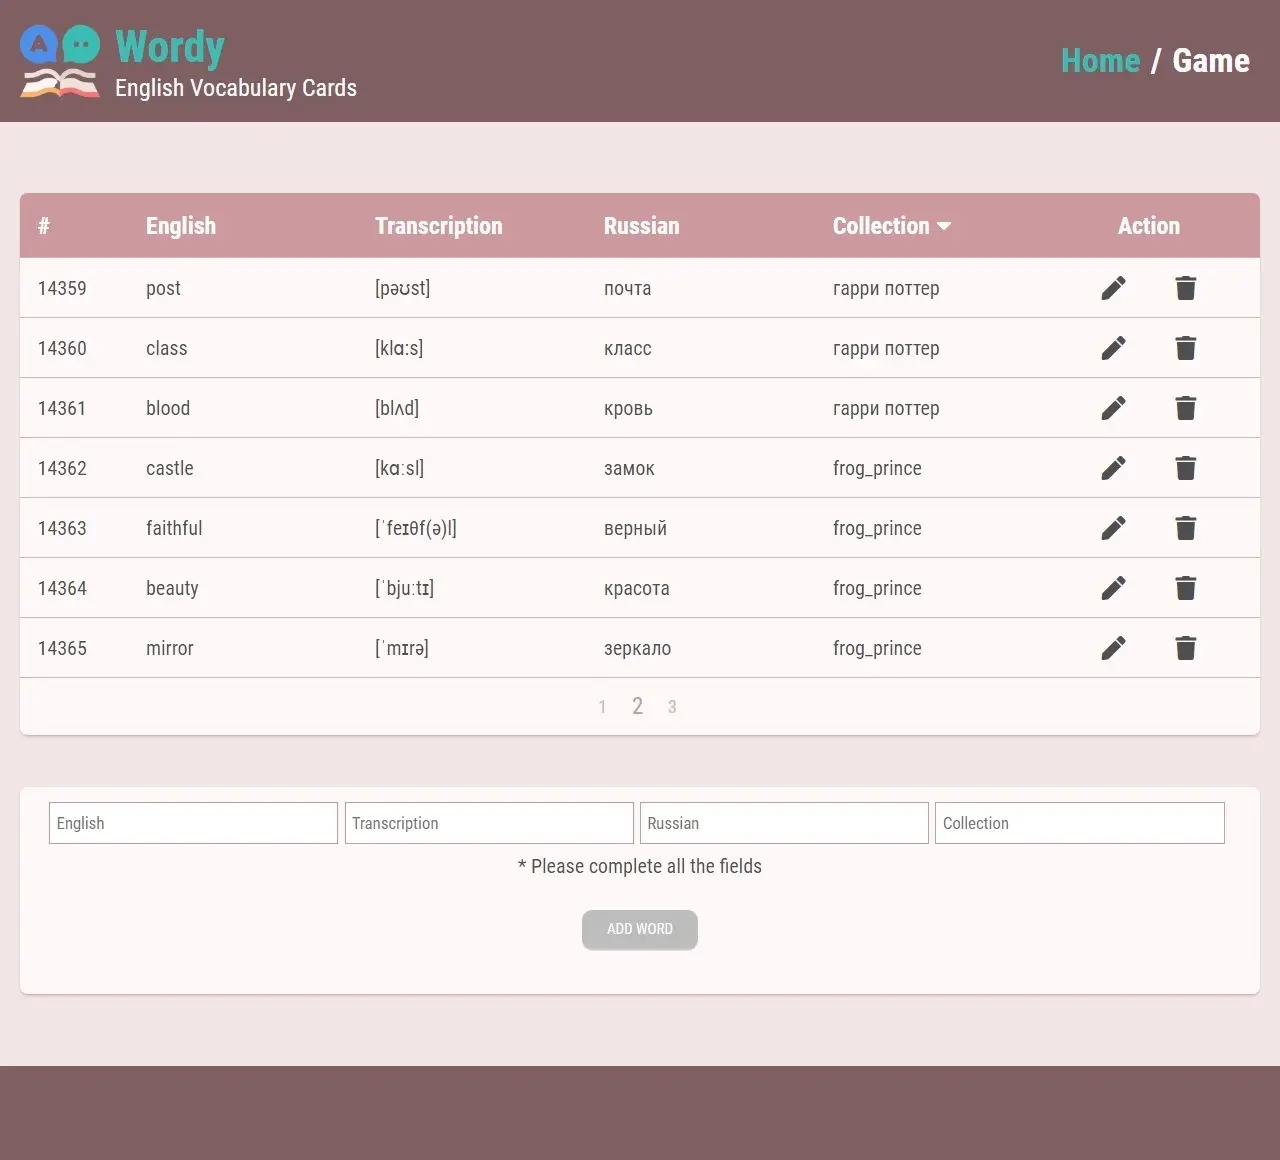 Wordy
English Vocabulary Cards
Home / Game
# English Transcription Russian Collection Action
14359 post [pəʊst] почта гарри поттер
14360 class [klɑːs] класс гарри поттер
14361 blood [blʌd] кровь гарри поттер
14362 castle [kɑːsl] замок frog_prince
14363 faithful [ˈfeɪθf(ə)l] верный frog_prince
14364 beauty [ˈbjuːtɪ] красота frog_prince
14365 mirror [ˈmɪrə] зеркало frog_prince
1 2 3
English Transcription Russian Collection
* Please complete all the fields
ADD WORD